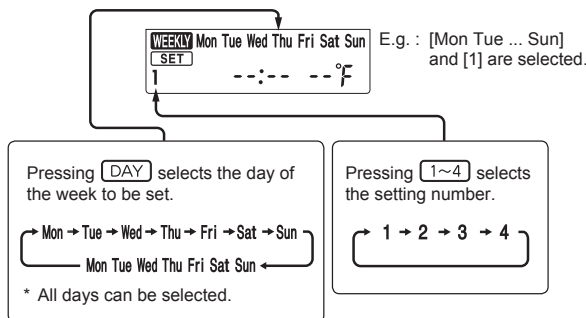 WEEKLY Mon Tue Wed Thu Fri Sat Sun
SET
1 --:-- --°F
E.g. : [Mon Tue ... Sun]
and [1] are selected.
Pressing DAY selects the day of
the week to be set.
Mon → Tue → Wed → Thu → Fri → Sat → Sun
Mon Tue Wed Thu Fri Sat Sun
* All days can be selected.
Pressing 1~4 selects
the setting number.
1 → 2 → 3 → 4